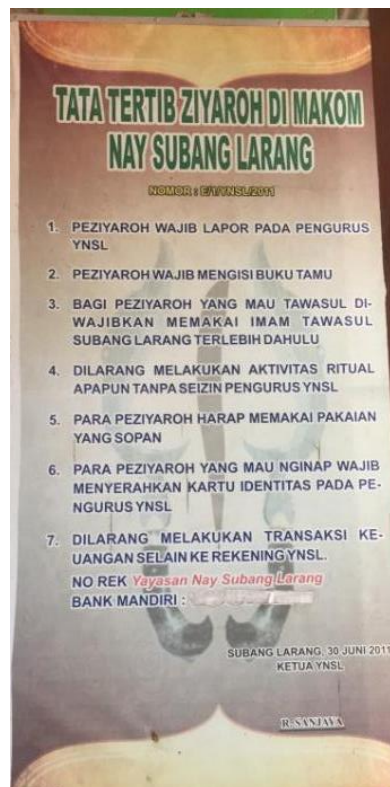 TATA TERTIB ZIYAROH DI MAKOM
NAY SUBANG LARANG
NOMOR : E/1/YNSL/2011
1. PEZIYAROH WAJIB LAPOR PADA PENGURUS
YNSL
2. PEZIYAROH WAJIB MENGISI BUKU TAMU
3. BAGI PEZIYAROH YANG MAU TAWASUL DI-
WAJIBKAN MEMAKAI IMAM TAWASUL
SUBANG LARANG TERLEBIH DAHULU
4. DILARANG MELAKUKAN AKTIVITAS RITUAL
APAPUN TANPA SEIZIN PENGURUS YNSL
5. PARA PEZIYAROH HARAP MEMAKAI PAKAIAN
YANG SOPAN
6. PARA PEZIYAROH YANG MAU NGINAP WAJIB
MENYERAHKAN KARTU IDENTITAS PADA PE-
NGURUS YNSL
7. DILARANG MELAKUKAN TRANSAKSI KE-
UANGAN SELAIN KE REKENING YNSL.
NO REK Yayasan Nay Subang Larang
BANK MANDIRI :
SUBANG LARANG, 30 JUNI 2011
KETUA YNSL
R. SANJAYA